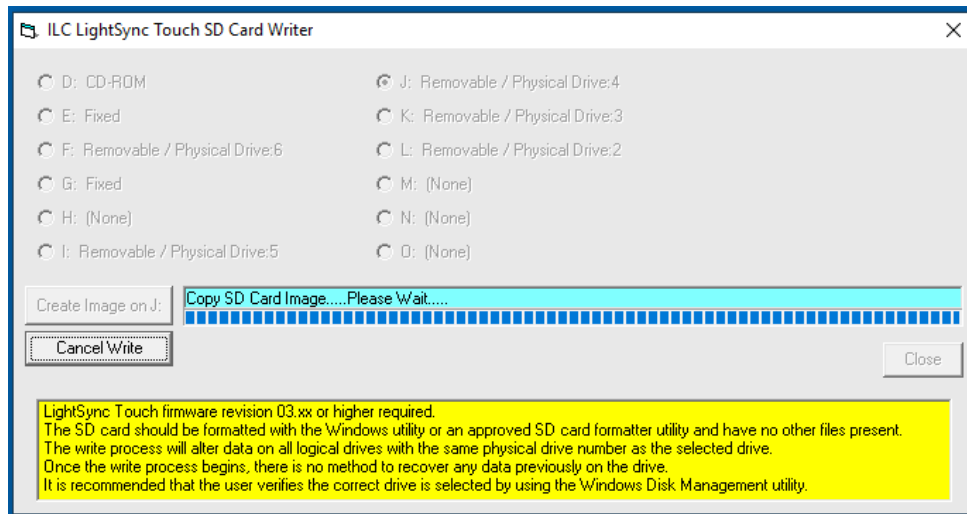 ILC LightSync Touch SD Card Writer
D: CD-ROM
E: Fixed
F: Removable / Physical Drive:6
G: Fixed
H: (None)
I: Removable / Physical Drive:5
J: Removable / Physical Drive:4
K: Removable / Physical Drive:3
L: Removable / Physical Drive:2
M: (None)
N: (None)
O: (None)
Create Image on J:
Copy SD Card Image.....Please Wait.....
Cancel Write
Close
LightSync Touch firmware revision 03.xx or higher required.
The SD card should be formatted with the Windows utility or an approved SD card formatter utility and have no other files present.
The write process will alter data on all logical drives with the same physical drive number as the selected drive.
Once the write process begins, there is no method to recover any data previously on the drive.
It is recommended that the user verifies the correct drive is selected by using the Windows Disk Management utility.